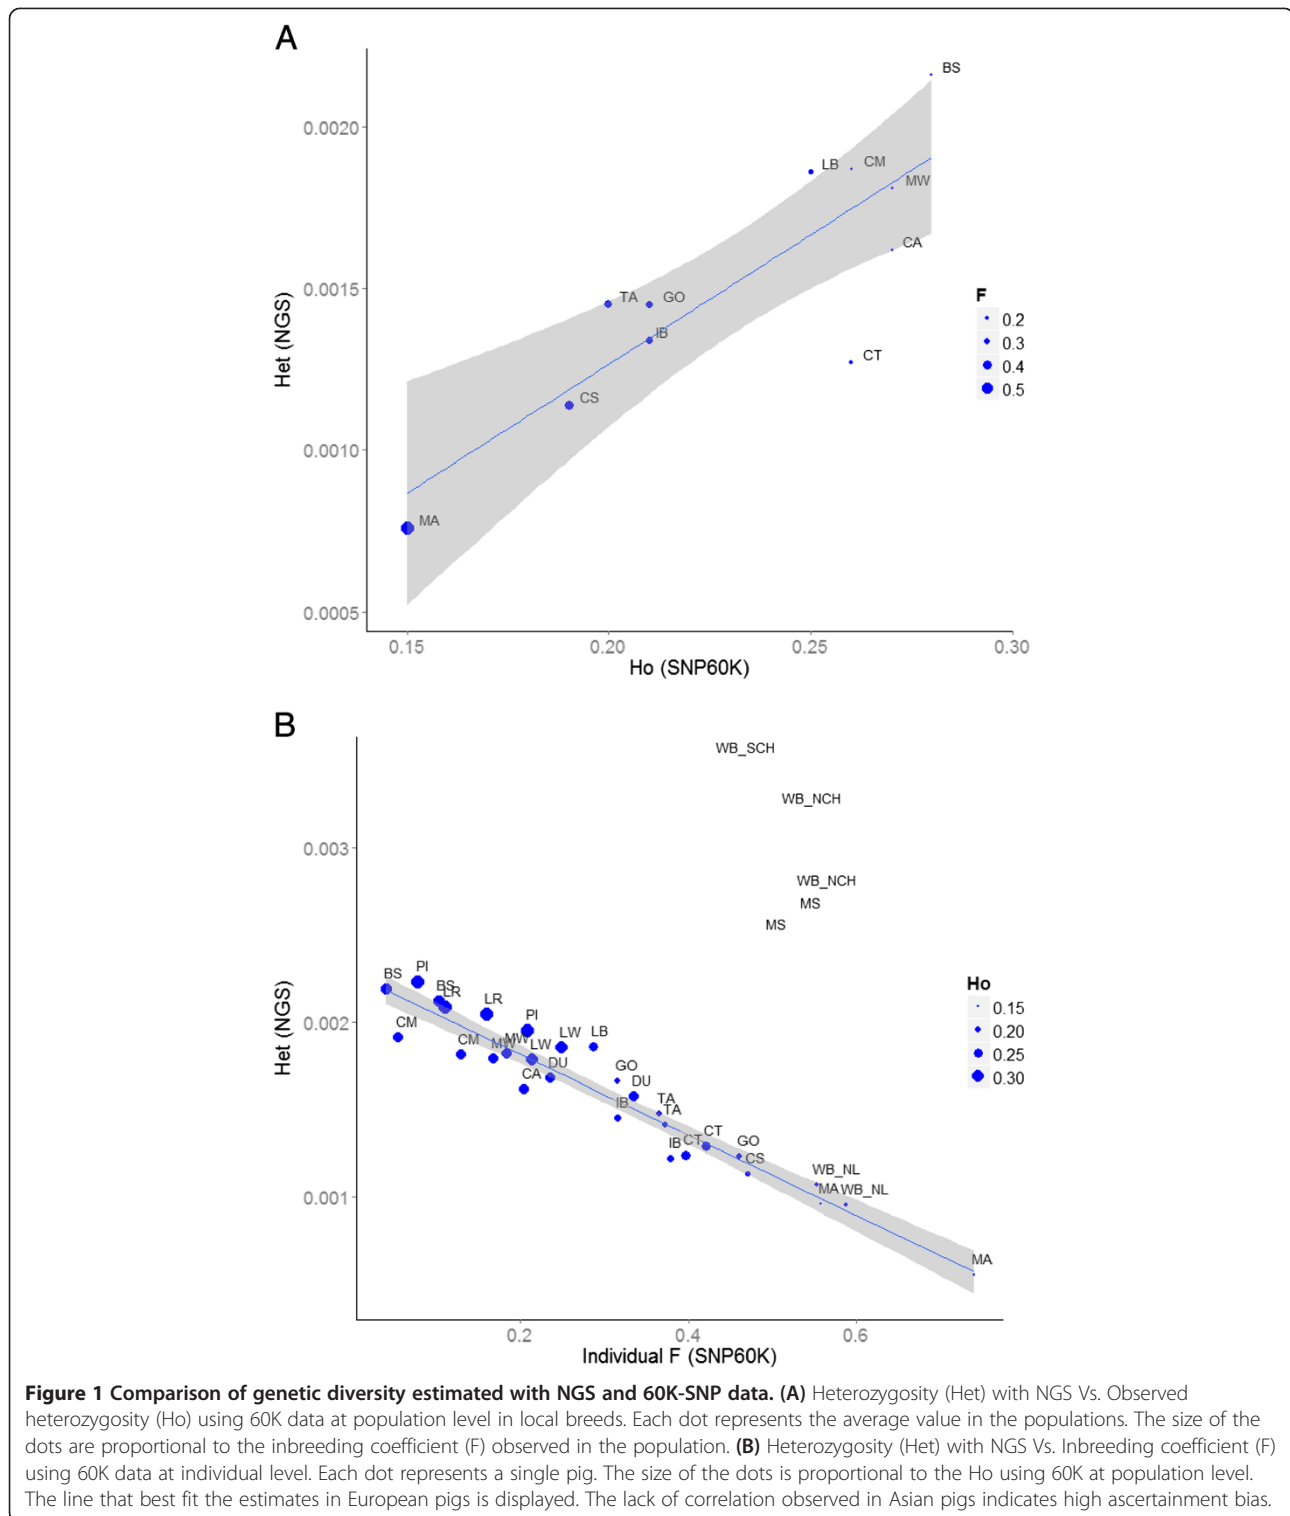 A
BS
0.0020
LB
CM
MW
CA
TA
GO
0.0015
IB
CT
CS
0.0010
MA
0.0005
Het (NGS)
F
0.2
0.3
0.4
0.5
0.15
0.20
0.25
0.30
Ho (SNP60K)
B
WB_SCH
WB_NCH
0.003
WB_NCH
MS
MS
BS
PI
BS
LR
LR
PI
CM
0.002
CM
MW
MW
LW
LW
LB
CA
DU
GO
DU
IB
TA
TA
IB
CT
CT
GO
CS
0.001
WB_NL
MA
WB_NL
MA
Het (NGS)
Ho
0.15
0.20
0.25
0.30
0.2
0.4
0.6
Individual F (SNP60K)
Figure 1 Comparison of genetic diversity estimated with NGS and 60K-SNP data. (A) Heterozygosity (Het) with NGS Vs. Observed
heterozygosity (Ho) using 60K data at population level in local breeds. Each dot represents the average value in the populations. The size of the
dots are proportional to the inbreeding coefficient (F) observed in the population. (B) Heterozygosity (Het) with NGS Vs. Inbreeding coefficient (F)
using 60K data at individual level. Each dot represents a single pig. The size of the dots is proportional to the Ho using 60K at population level.
The line that best fit the estimates in European pigs is displayed. The lack of correlation observed in Asian pigs indicates high ascertainment bias.